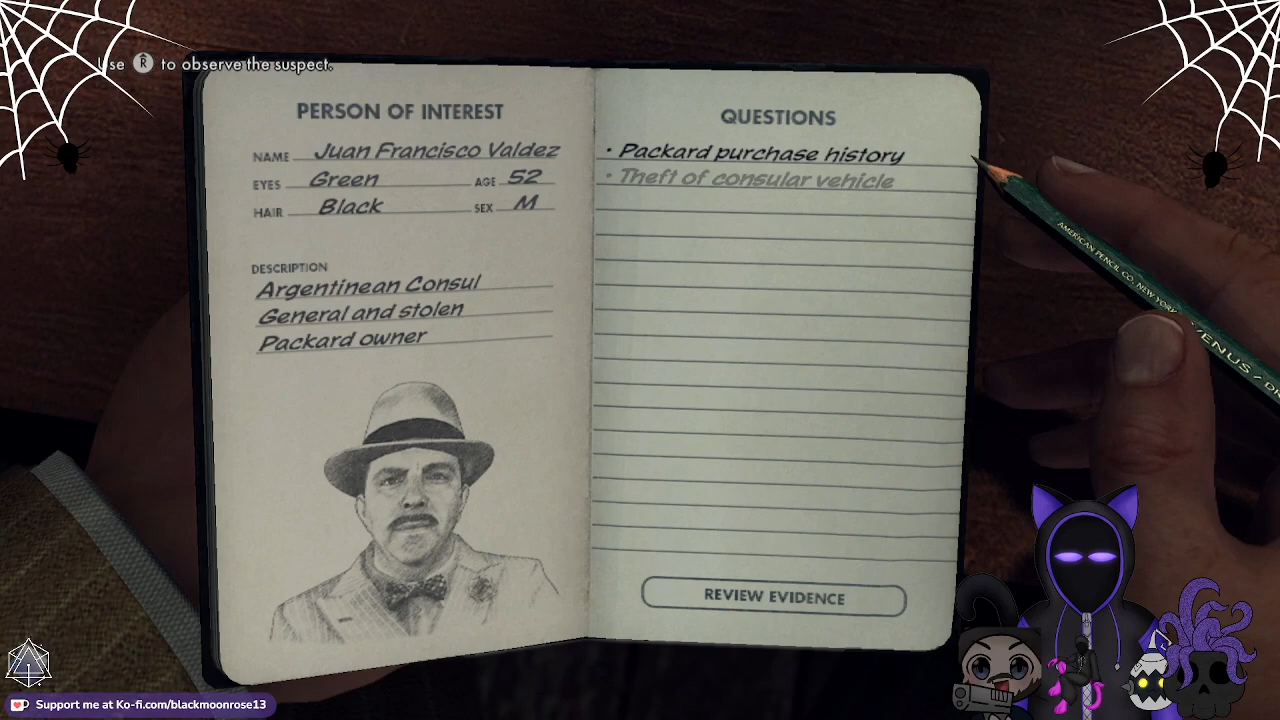 Use R to observe the suspect.
PERSON OF INTEREST
NAME Juan Francisco Valdez
EYES Green AGE 52
HAIR Black SEX M
DESCRIPTION
Argentinean Consul
General and stolen
Packard owner
QUESTIONS
• Packard purchase history
• Theft of consular vehicle
REVIEW EVIDENCE
AMERICAN PENCIL CO. NEW YORK
VENUS / DR
Support me at Ko-fi.com/blackmoonrose13